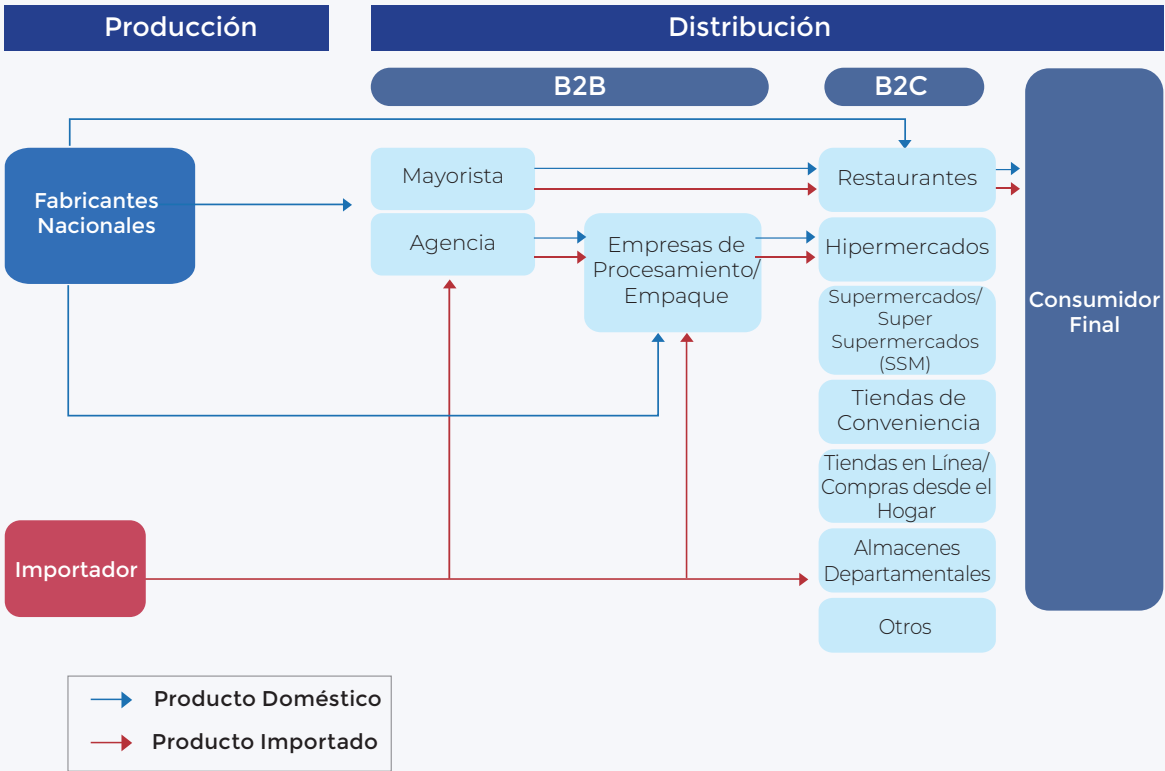 Producción
Distribución
B2B
B2C
Fabricantes
Nacionales
Mayorista
Agencia
Empresas de
Procesamiento/
Empaque
Restaurantes
Hipermercados
Supermercados/
Super
Supermercados
(SSM)
Tiendas de
Conveniencia
Tiendas en Línea/
Compras desde el
Hogar
Almacenes
Departamentales
Otros
Consumidor
Final
Importador
Producto Doméstico
Producto Importado